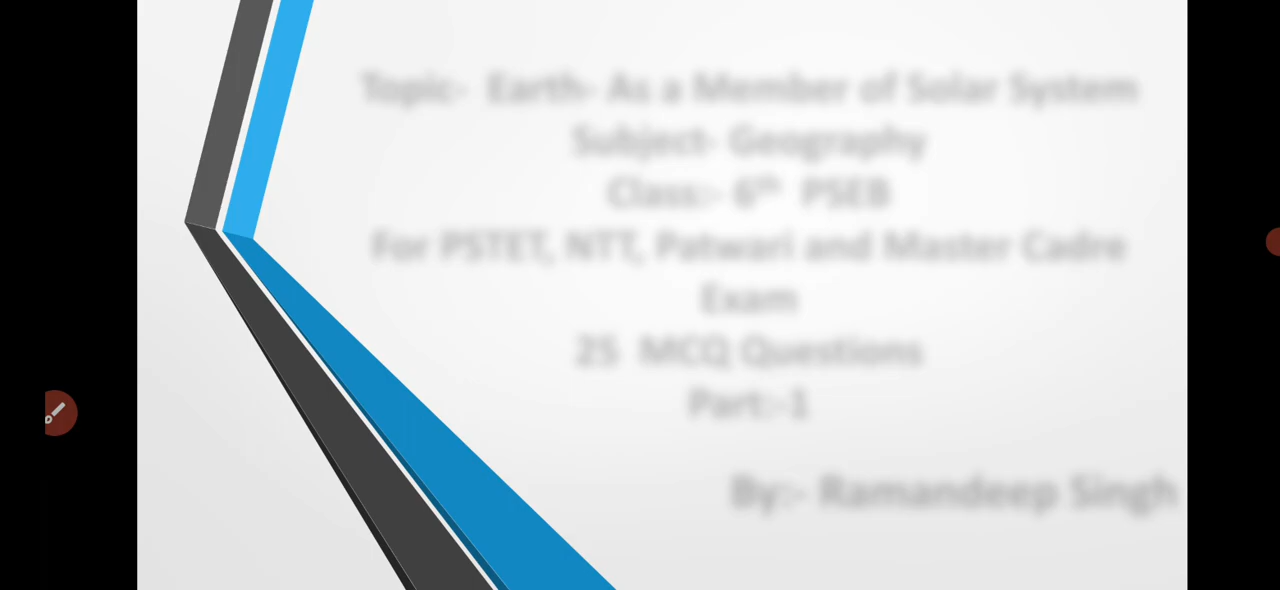 Topic- Earth- As a Member of Solar System
Subject- Geography
Class:- 6th PSEB
For PSTET, NTT, Patwari and Master Cadre
Exam
25 MCQ Questions
Part:-1
By:- Ramandeep Singh